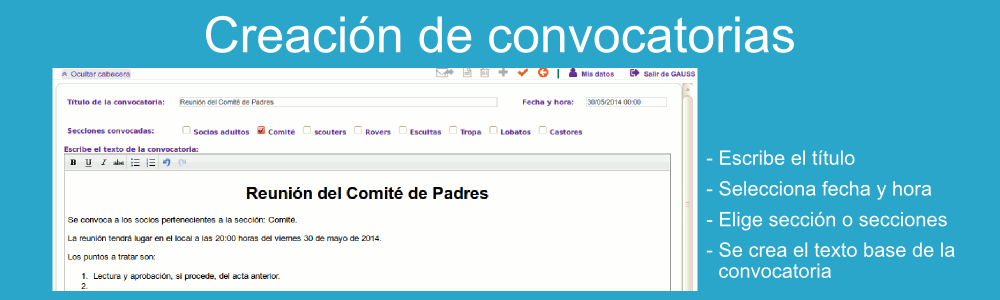 Creación de convocatorias
Ocultar cabecera
Mis datos
Salir de GAUSS
Título de la convocatoria:
Reunión del Comité de Padres
Fecha y hora:
30/05/2014 00:00
Secciones convocadas:
Socios adultos
Comité
scouters
Rovers
Escultas
Tropa
Lobatos
Castores
Escribe el texto de la convocatoria:
B U I abc
Reunión del Comité de Padres
Se convoca a los socios pertenecientes a la sección: Comité.
La reunión tendrá lugar en el local a las 20:00 horas del viernes 30 de mayo de 2014.
Los puntos a tratar son:
1. Lectura y aprobación, si procede, del acta anterior.
2.
- Escribe el título
- Selecciona fecha y hora
- Elige sección o secciones
- Se crea el texto base de la
convocatoria